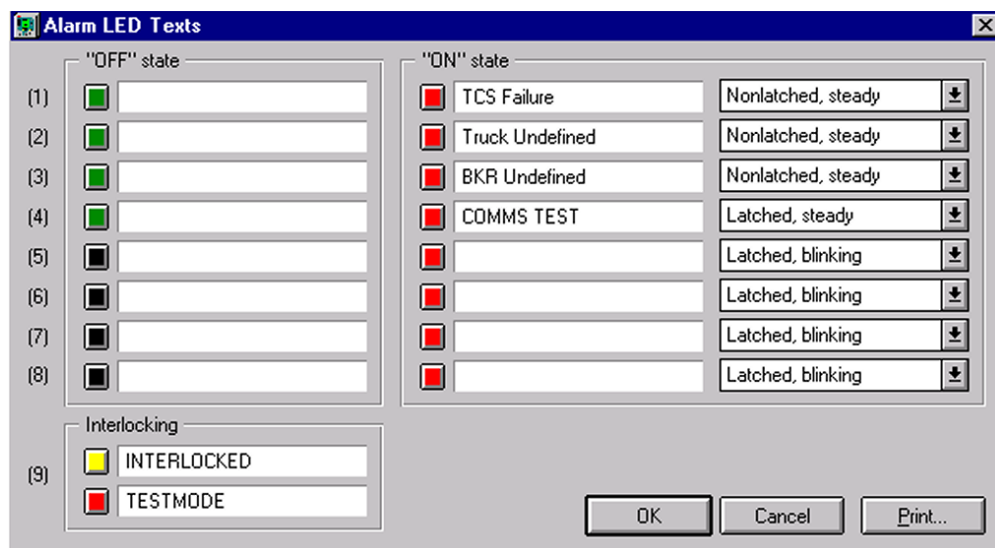 Alarm LED Texts
"OFF" state "ON" state
(1) TCS Failure Nonlatched, steady
(2) Truck Undefined Nonlatched, steady
(3) BKR Undefined Nonlatched, steady
(4) COMMS TEST Latched, steady
(5) Latched, blinking
(6) Latched, blinking
(7) Latched, blinking
(8) Latched, blinking
Interlocking
(9) INTERLOCKED
TESTMODE
OK Cancel Print...